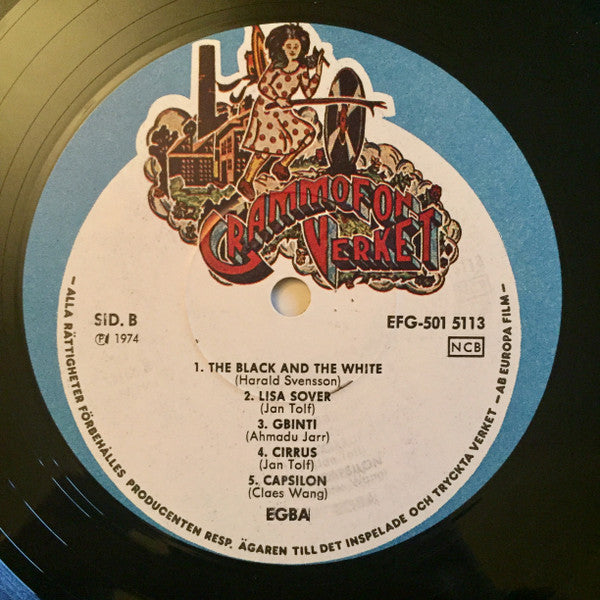 GRAMMOFON
VERKET
SID. B
Ⓟ 1974
EFG-501 5113
NCB
1. THE BLACK AND THE WHITE
(Harald Svensson)
2. LISA SOVER
(Jan Tolf)
3. GBINTI
(Ahmadu Jarr)
4. CIRRUS
(Jan Tolf)
5. CAPSILON
(Claes Wang)
EGBA
-ALLA RÄTTIGHETER FÖRBEHÅLLES PRODUCENTEN RESP. ÄGAREN TILL DET INSPELADE OCH TRYCKTA VERKET -AB EUROPA FILM-